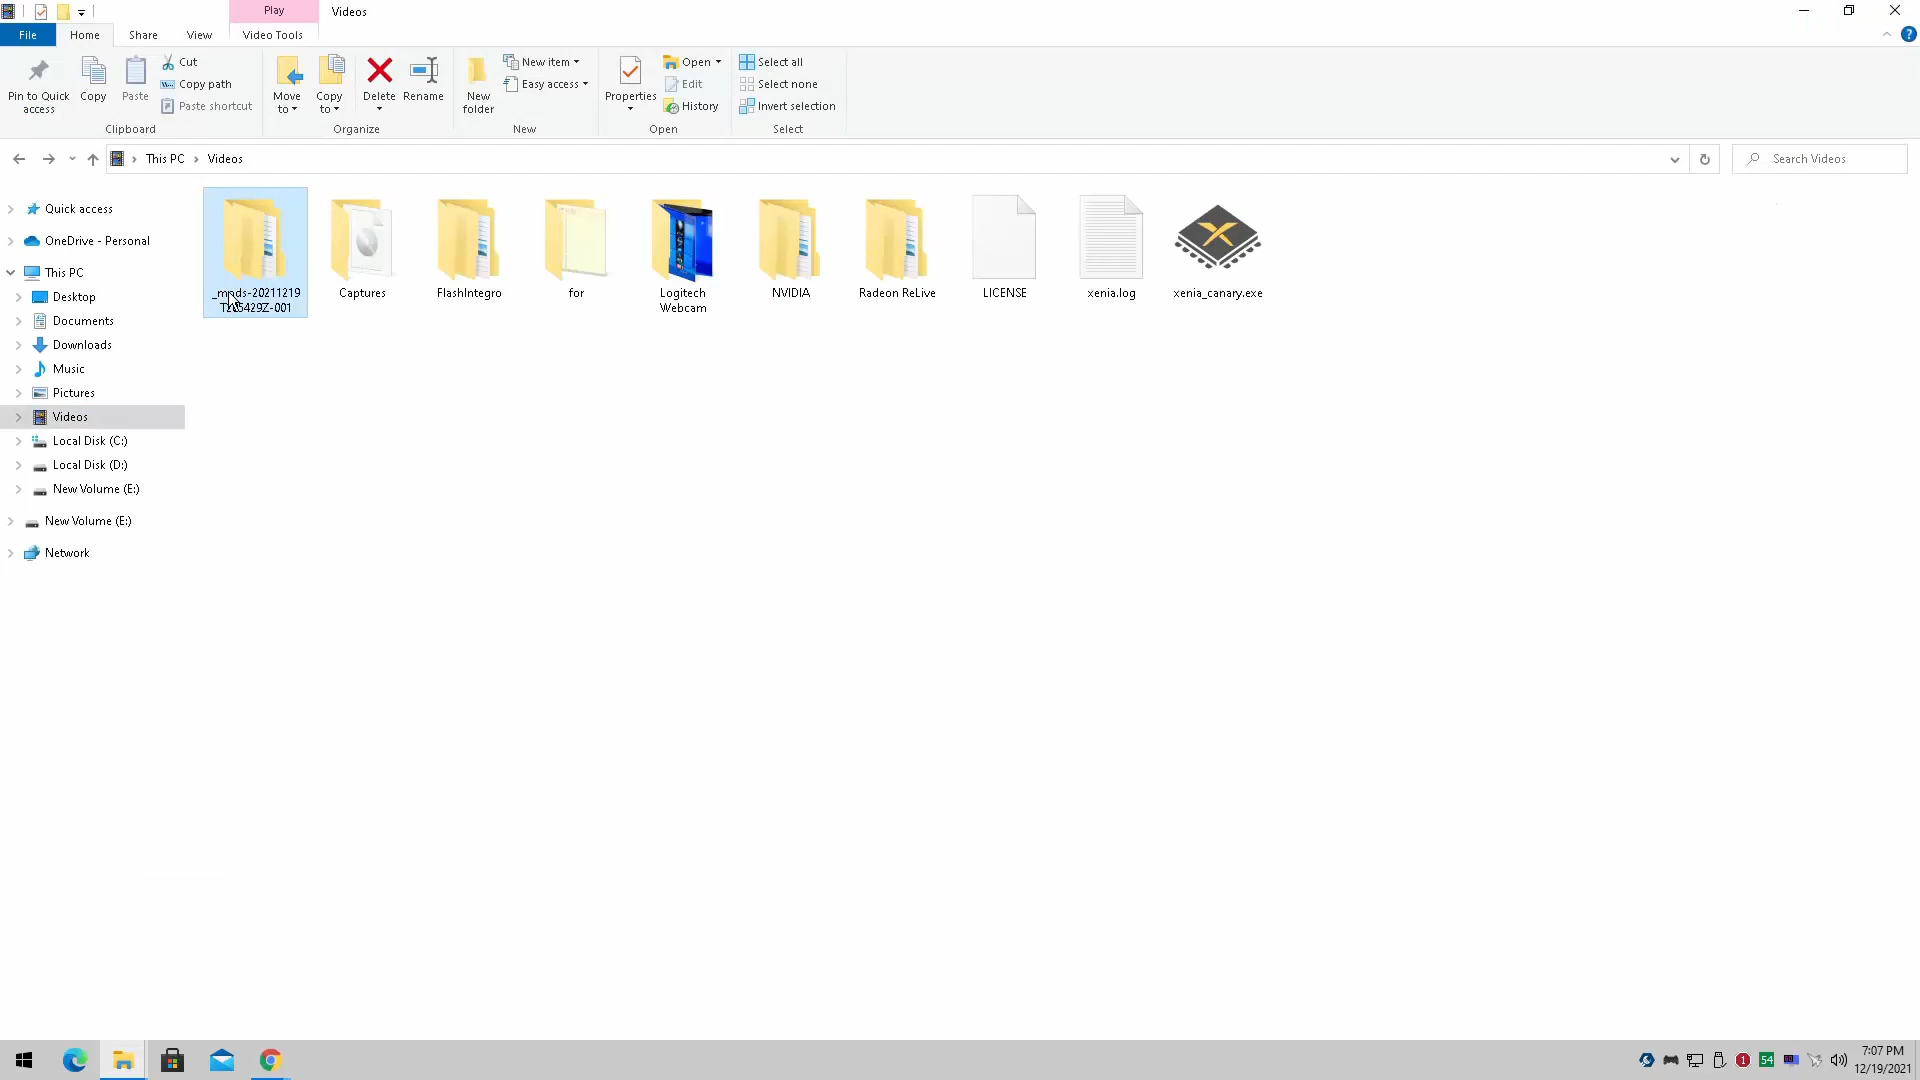 Play
Videos
File
Home
Share
View
Video Tools
Pin to Quick
access
Copy
Paste
Cut
Copy path
Paste shortcut
Clipboard
Move
to
Copy
to
Delete
Rename
Organize
New
folder
New item
Easy access
New
Properties
Open
Edit
History
Open
Select all
Select none
Invert selection
Select
This PC
Videos
Search Videos
Quick access
OneDrive - Personal
This PC
Desktop
Documents
Downloads
Music
Pictures
Videos
Local Disk (C:)
Local Disk (D:)
New Volume (E:)
New Volume (E:)
Network
Captures
FlashIntegro
for
Logitech
Webcam
NVIDIA
Radeon ReLive
LICENSE
xenia.log
xenia_canary.exe
1
54
7:07 PM
12/19/2021